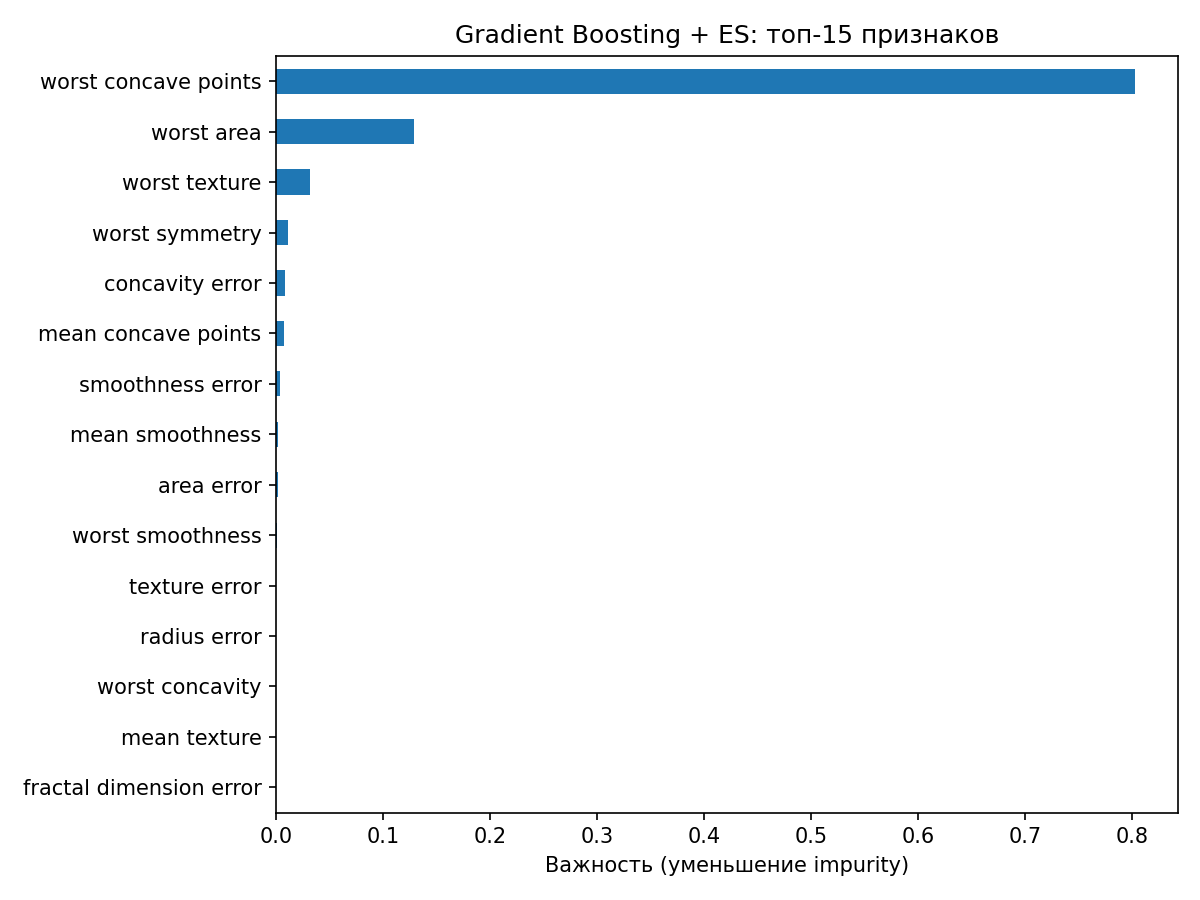 Gradient Boosting + ES: топ-15 признаков
worst concave points
worst area
worst texture
worst symmetry
concavity error
mean concave points
smoothness error
mean smoothness
area error
worst smoothness
texture error
radius error
worst concavity
mean texture
fractal dimension error
0.0 0.1 0.2 0.3 0.4 0.5 0.6 0.7 0.8
Важность (уменьшение impurity)